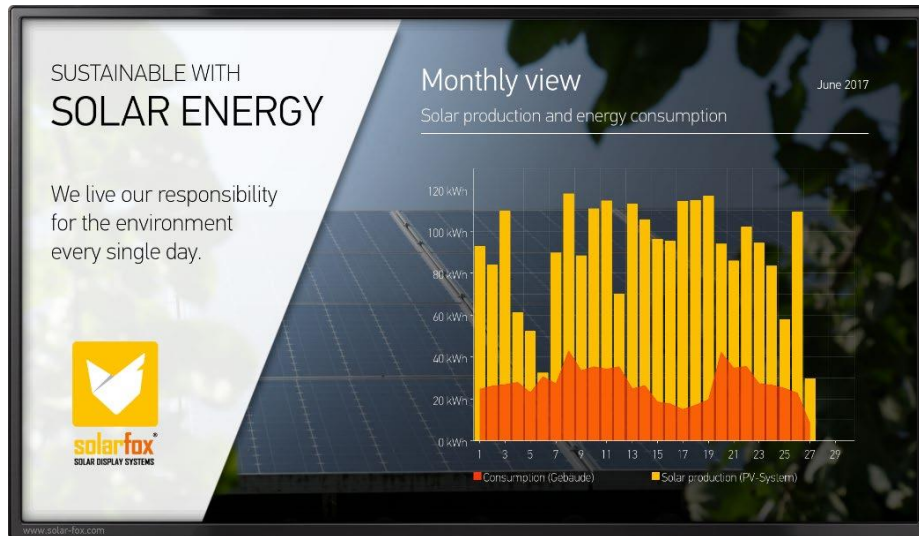 SUSTAINABLE WITH
SOLAR ENERGY
We live our responsibility
for the environment
every single day.
solarfox®
SOLAR DISPLAY SYSTEMS
www.solar-fox.com
Monthly view
June 2017
Solar production and energy consumption
120 kWh
100 kWh
80 kWh
60 kWh
40 kWh
20 kWh
0 kWh
1 3 5 7 9 11 13 15 17 19 21 23 25 27 29
Consumption (Gebäude)
Solar production (PV-System)